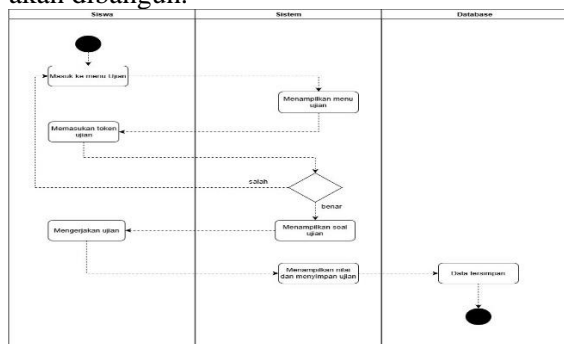 akan dibangun.
Siswa
Sistem
Database
Masuk ke menu Ujian
Menampilkan menu
ujian
Memasukan token
ujian
salah
benar
Mengerjakan ujian
Menampilkan soal
ujian
Menampilkan nilai
dan menyimpan ujian
Data tersimpan